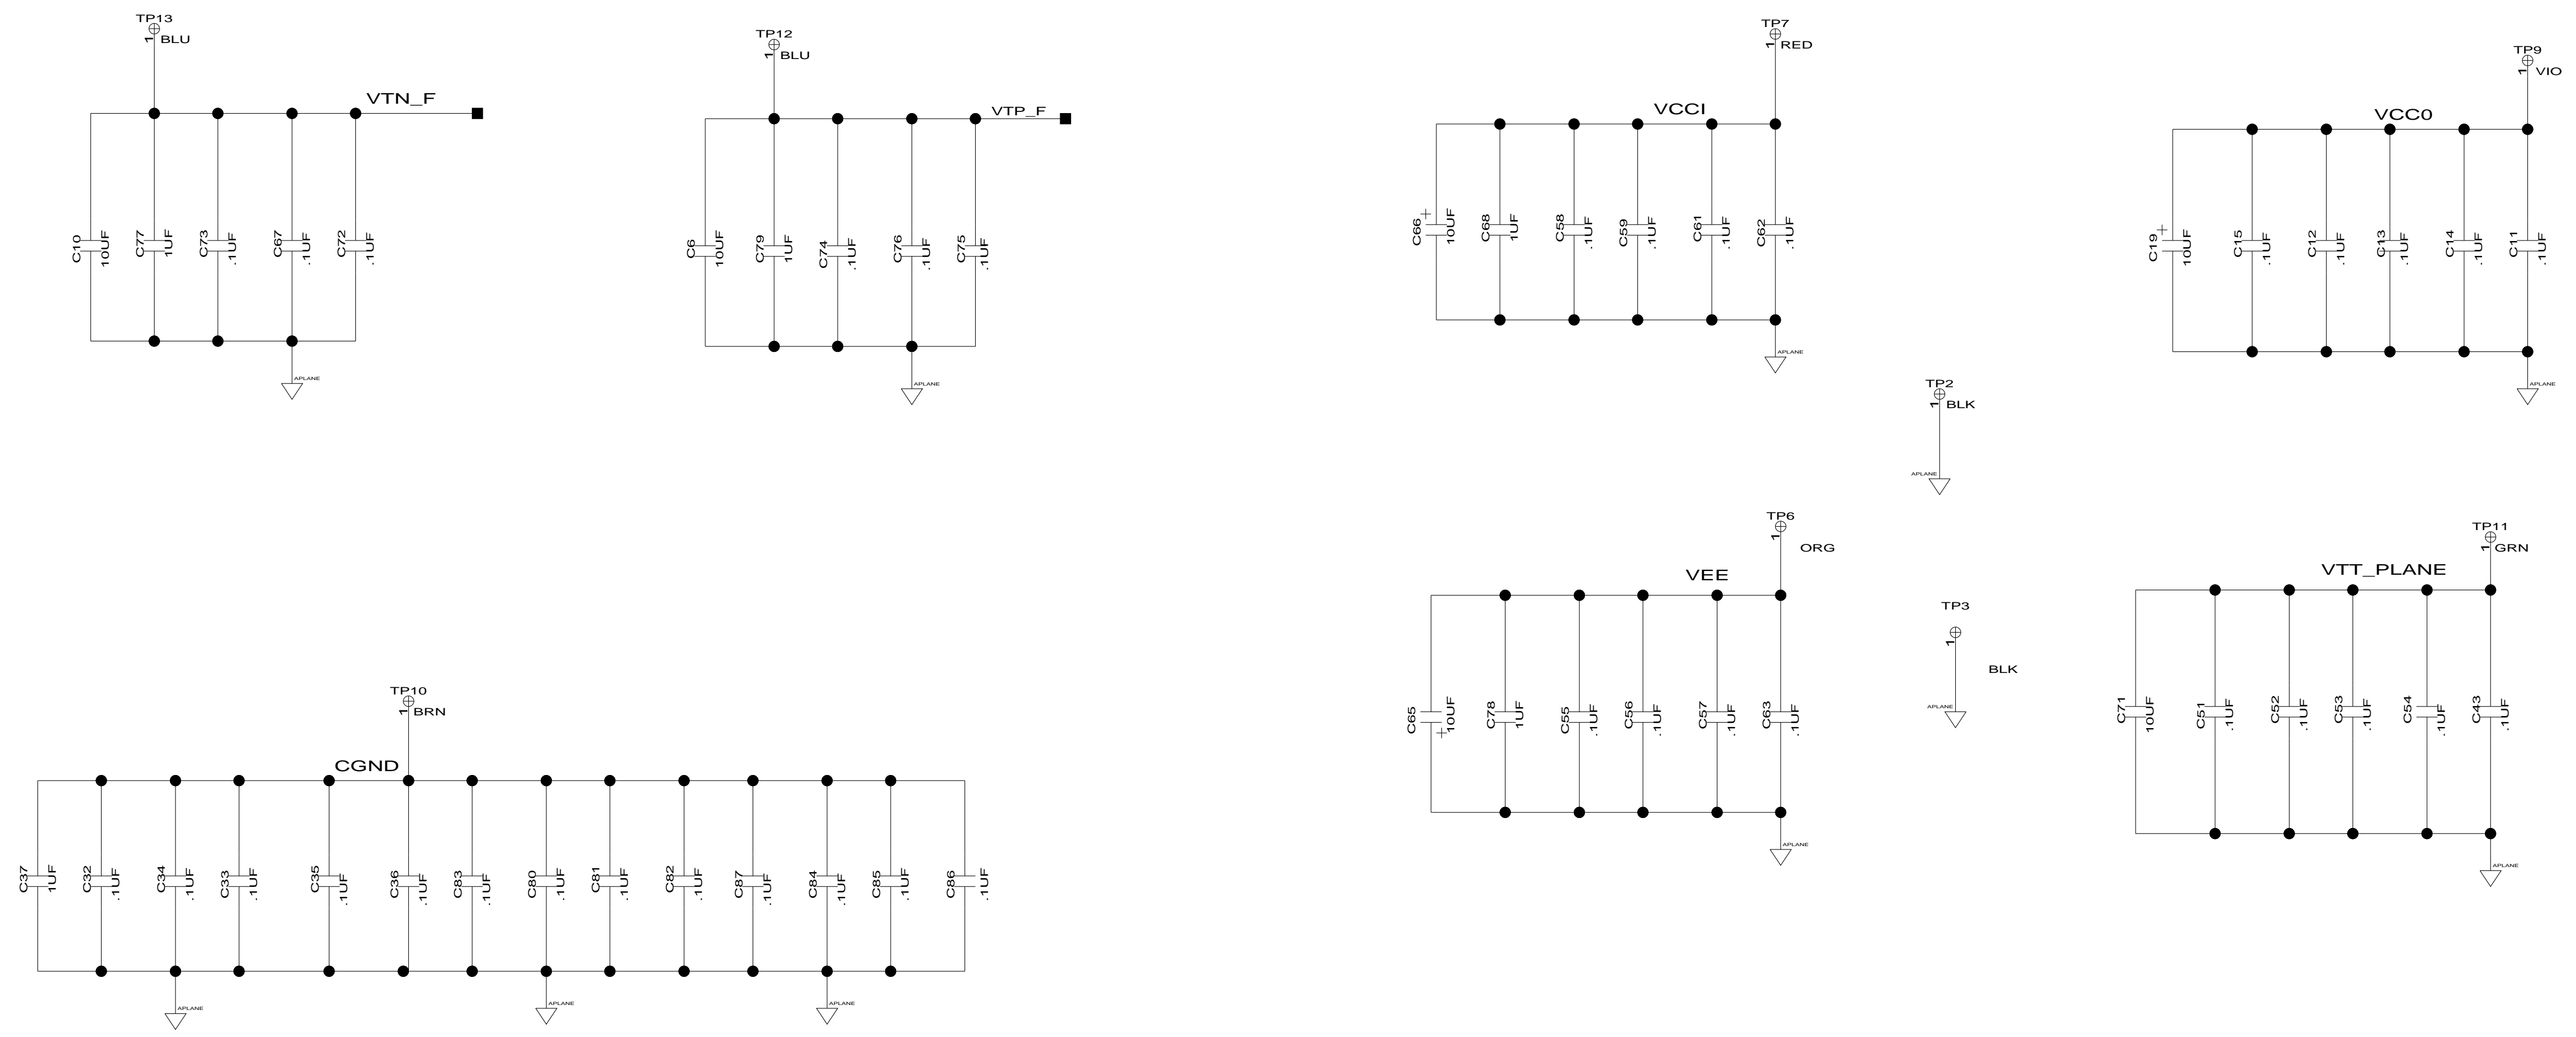 TP13
1 BLU
VTN_F
C10 10UF
C77 1UF
C73 .1UF
C67 .1UF
C72 .1UF
APLANE
TP12
1 BLU
VTP_F
C6 10UF
C79 1UF
C74 .1UF
C76 .1UF
C75 .1UF
APLANE
TP7
1 RED
VCCI
+
C66 10UF
C68 1UF
C58 .1UF
C59 .1UF
C61 .1UF
C62 .1UF
APLANE
TP9
1 VIO
VCC0
+
C19 10UF
C15 .1UF
C12 .1UF
C13 .1UF
C14 .1UF
C11 .1UF
APLANE
TP2
1 BLK
APLANE
TP6
1 ORG
VEE
C65 10UF
+
C78 1UF
C55 .1UF
C56 .1UF
C57 .1UF
C63 .1UF
APLANE
TP3
1
BLK
APLANE
TP11
1 GRN
VTT_PLANE
C71 10UF
C51 .1UF
C52 .1UF
C53 .1UF
C54 .1UF
C43 .1UF
APLANE
TP10
1 BRN
CGND
C37 1UF
C32 .1UF
C34 .1UF
C33 .1UF
C35 .1UF
C36 .1UF
C83 .1UF
C80 .1UF
C81 .1UF
C82 .1UF
C87 .1UF
C84 .1UF
C85 .1UF
C86 .1UF
APLANE
APLANE
APLANE